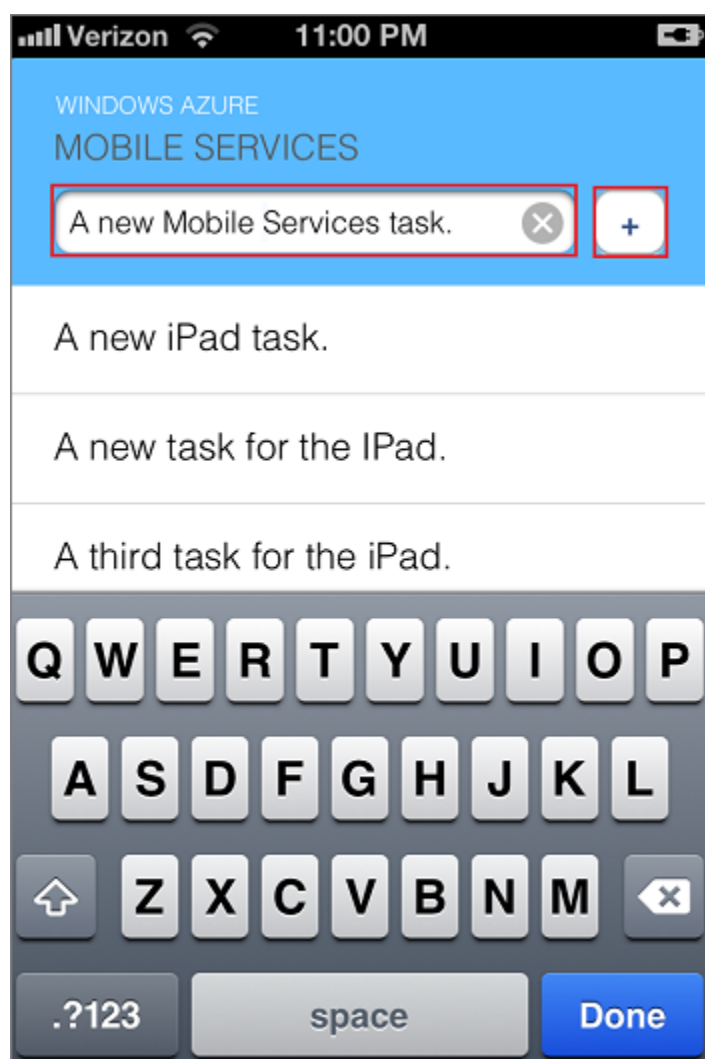 Verizon 11:00 PM
WINDOWS AZURE
MOBILE SERVICES
A new Mobile Services task. +
A new iPad task.
A new task for the IPad.
A third task for the iPad.
Q W E R T Y U I O P
A S D F G H J K L
Z X C V B N M
.?123 space Done